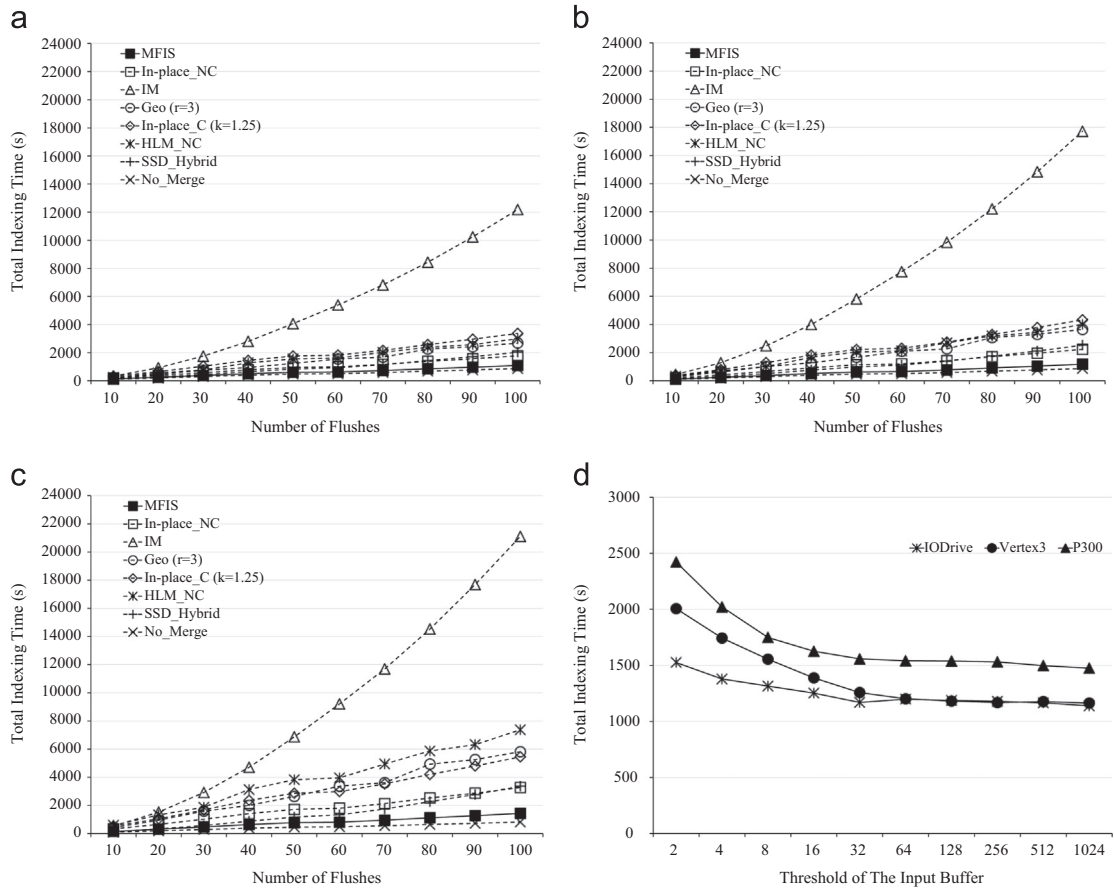 a
24000
22000
20000
18000
16000
14000
12000
10000
8000
6000
4000
2000
0
Total Indexing Time (s)
MFIS
In-place_NC
IM
Geo (r=3)
In-place_C (k=1.25)
HLM_NC
SSD_Hybrid
No_Merge
10 20 30 40 50 60 70 80 90 100
Number of Flushes
b
24000
22000
20000
18000
16000
14000
12000
10000
8000
6000
4000
2000
0
Total Indexing Time (s)
MFIS
In-place_NC
IM
Geo (r=3)
In-place_C (k=1.25)
HLM_NC
SSD_Hybrid
No_Merge
10 20 30 40 50 60 70 80 90 100
Number of Flushes
c
24000
22000
20000
18000
16000
14000
12000
10000
8000
6000
4000
2000
0
Total Indexing Time (s)
MFIS
In-place_NC
IM
Geo (r=3)
In-place_C (k=1.25)
HLM_NC
SSD_Hybrid
No_Merge
10 20 30 40 50 60 70 80 90 100
Number of Flushes
d
3000
2500
2000
1500
1000
500
0
Total Indexing Time (s)
IODrive Vertex3 P300
2 4 8 16 32 64 128 256 512 1024
Threshold of The Input Buffer